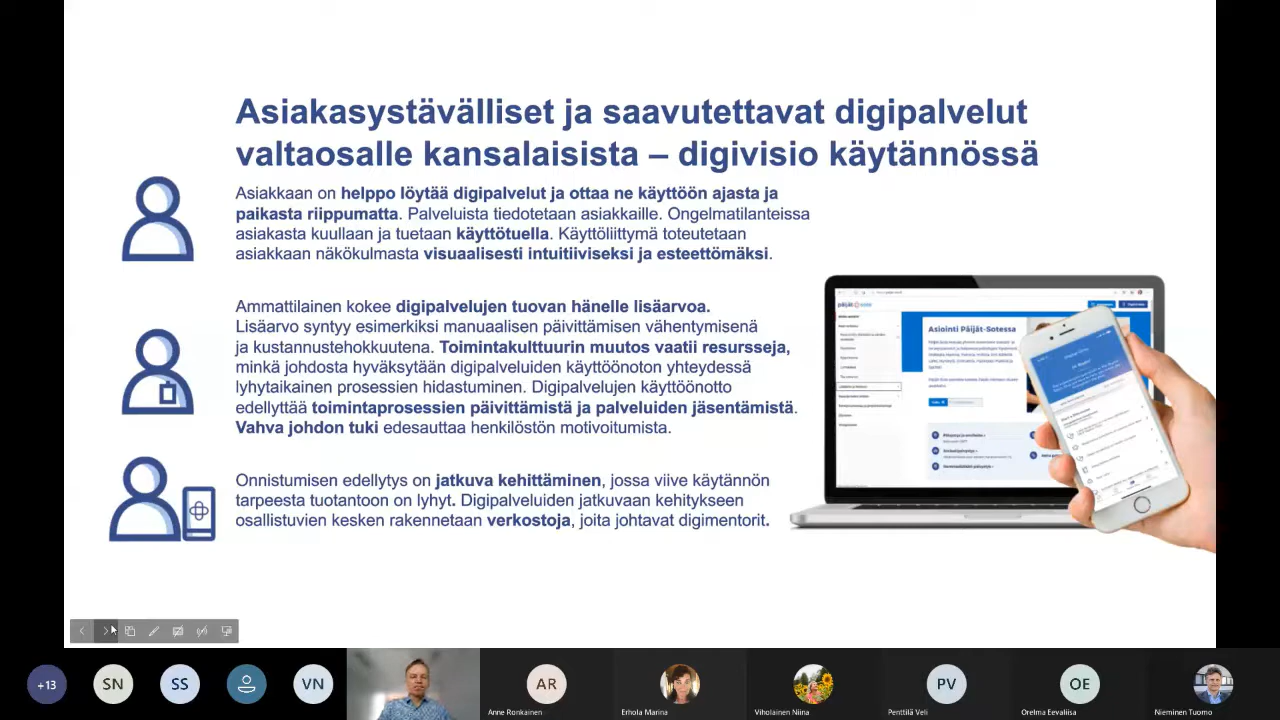 Asiakasystävälliset ja saavutettavat digipalvelut
valtaosalle kansalaisista – digivisio käytännössä
Asiakkaan on helppo löytää digipalvelut ja ottaa ne käyttöön ajasta ja
paikasta riippumatta. Palveluista tiedotetaan asiakkaille. Ongelmatilanteissa
asiakasta kuullaan ja tuetaan käyttötuella. Käyttöliittymä toteutetaan
asiakkaan näkökulmasta visuaalisesti intuitiiviseksi ja esteettömäksi.
Ammattilainen kokee digipalvelujen tuovan hänelle lisäarvoa.
Lisäarvo syntyy esimerkiksi manuaalisen päivittämisen vähentymisenä
ja kustannustehokkuutena. Toimintakulttuurin muutos vaatii resursseja,
minkä johdosta hyväksytään digipalveluiden käyttöönoton yhteydessä
lyhytaikainen prosessien hidastuminen. Digipalvelujen käyttöönotto
edellyttää toimintaprosessien päivittämistä ja palveluiden jäsentämistä.
Vahva johdon tuki edesauttaa henkilöstön motivoitumista.
Onnistumisen edellytys on jatkuva kehittäminen, jossa viive käytännön
tarpeesta tuotantoon on lyhyt. Digipalveluiden jatkuvaan kehitykseen
osallistuvien kesken rakennetaan verkostoja, joita johtavat digimentorit.
päijät sote
Asiointi Päijät-Sotessa
+13
SN
SS
VN
AR
PV
OE
Anne Ronkainen
Erhola Marina
Viholainen Niina
Penttilä Veli
Orelma Eevaliisa
Nieminen Tuomo